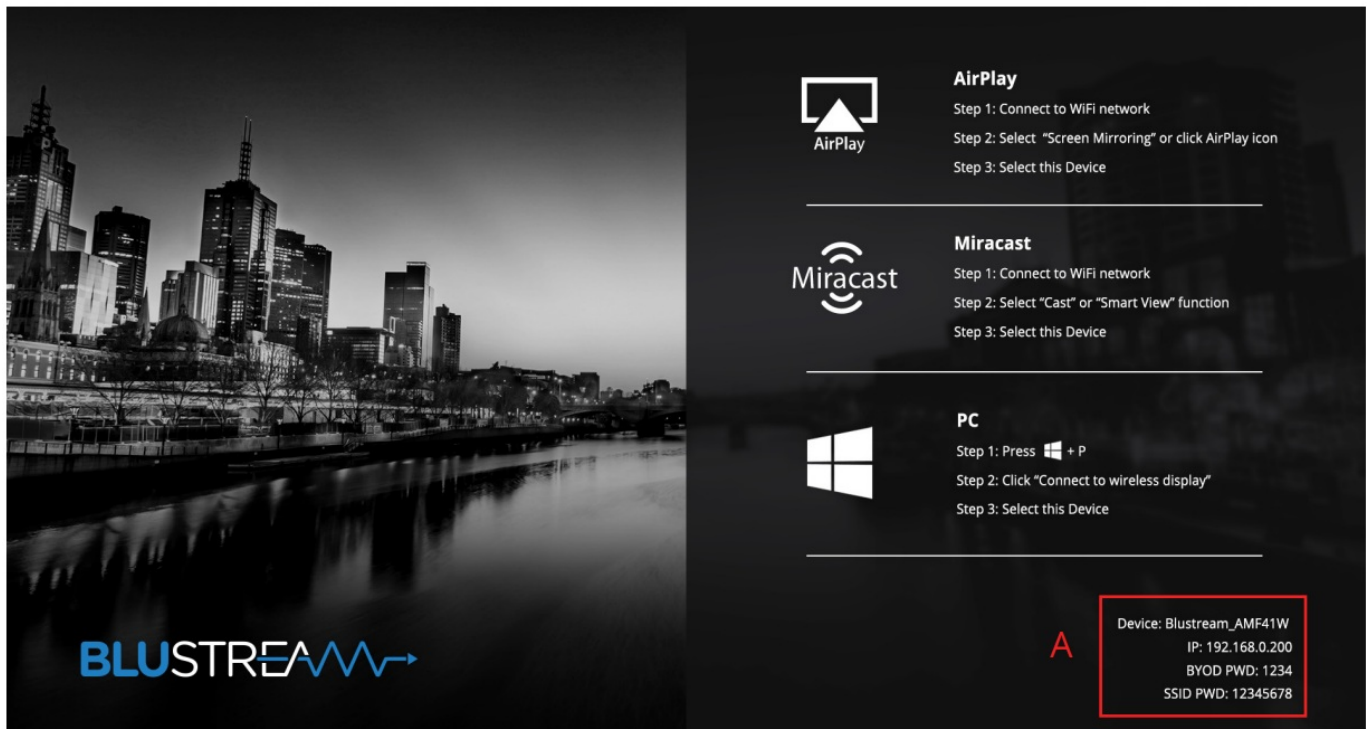 AirPlay
AirPlay
Step 1: Connect to WiFi network
Step 2: Select "Screen Mirroring" or click AirPlay icon
Step 3: Select this Device
Miracast
Miracast
Step 1: Connect to WiFi network
Step 2: Select “Cast” or “Smart View” function
Step 3: Select this Device
PC
Step 1: Press + P
Step 2: Click “Connect to wireless display”
Step 3: Select this Device
BLUSTREAM
A
Device: Blustream_AMF41W
IP: 192.168.0.200
BYOD PWD: 1234
SSID PWD: 12345678